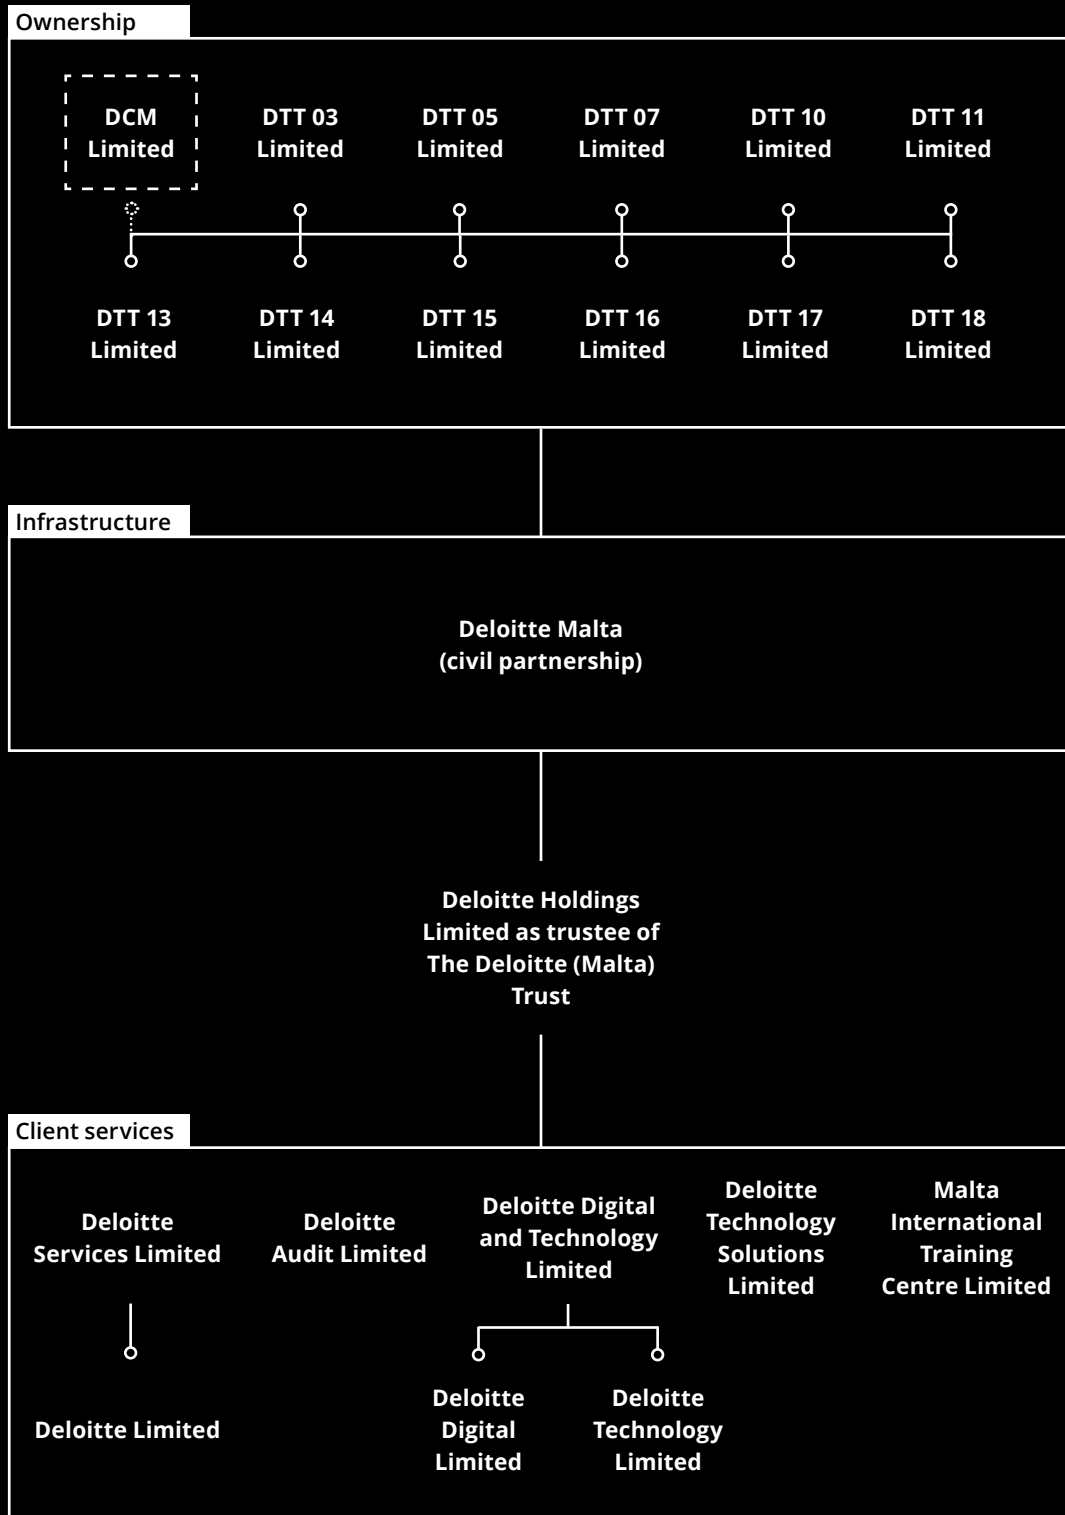 Ownership
DCM
Limited
DTT 03
Limited
DTT 05
Limited
DTT 07
Limited
DTT 10
Limited
DTT 11
Limited
DTT 13
Limited
DTT 14
Limited
DTT 15
Limited
DTT 16
Limited
DTT 17
Limited
DTT 18
Limited
Infrastructure
Deloitte Malta
(civil partnership)
Deloitte Holdings
Limited as trustee of
The Deloitte (Malta)
Trust
Client services
Deloitte
Services Limited
Deloitte
Audit Limited
Deloitte Digital
and Technology
Limited
Deloitte
Technology
Solutions
Limited
Malta
International
Training
Centre Limited
Deloitte Limited
Deloitte
Digital
Limited
Deloitte
Technology
Limited